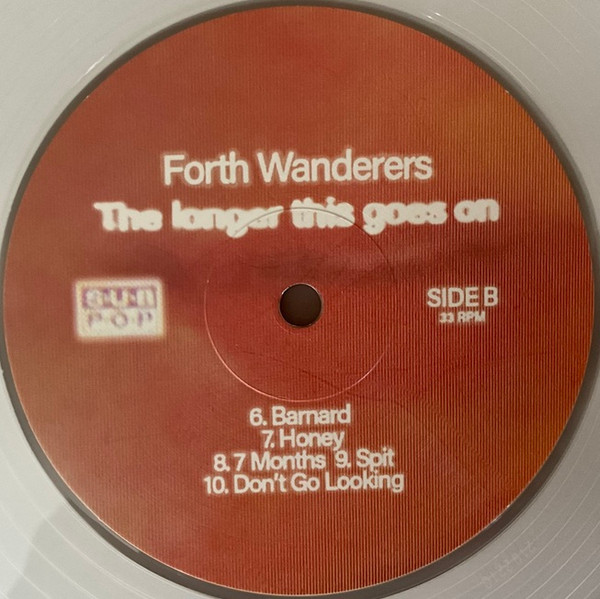 Forth Wanderers
The longer this goes on
SUB
POP
SIDE B
33 RPM
6. Barnard
7. Honey
8. 7 Months 9. Spit
10. Don't Go Looking